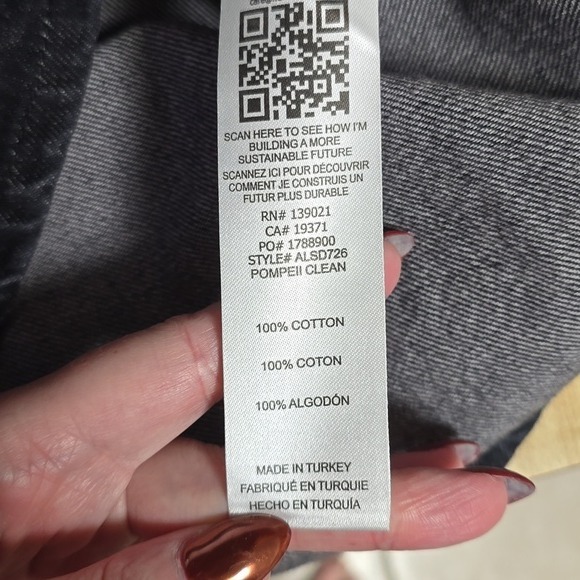 SCAN HERE TO SEE HOW I'M
BUILDING A MORE
SUSTAINABLE FUTURE
SCANNEZ ICI POUR DÉCOUVRIR
COMMENT JE CONSTRUIS UN
FUTUR PLUS DURABLE
RN# 139021
CA# 19371
PO# 1788900
STYLE# ALSD726
POMPEII CLEAN
100% COTTON
100% COTON
100% ALGODÓN
MADE IN TURKEY
FABRIQUÉ EN TURQUIE
HECHO EN TURQUÍA